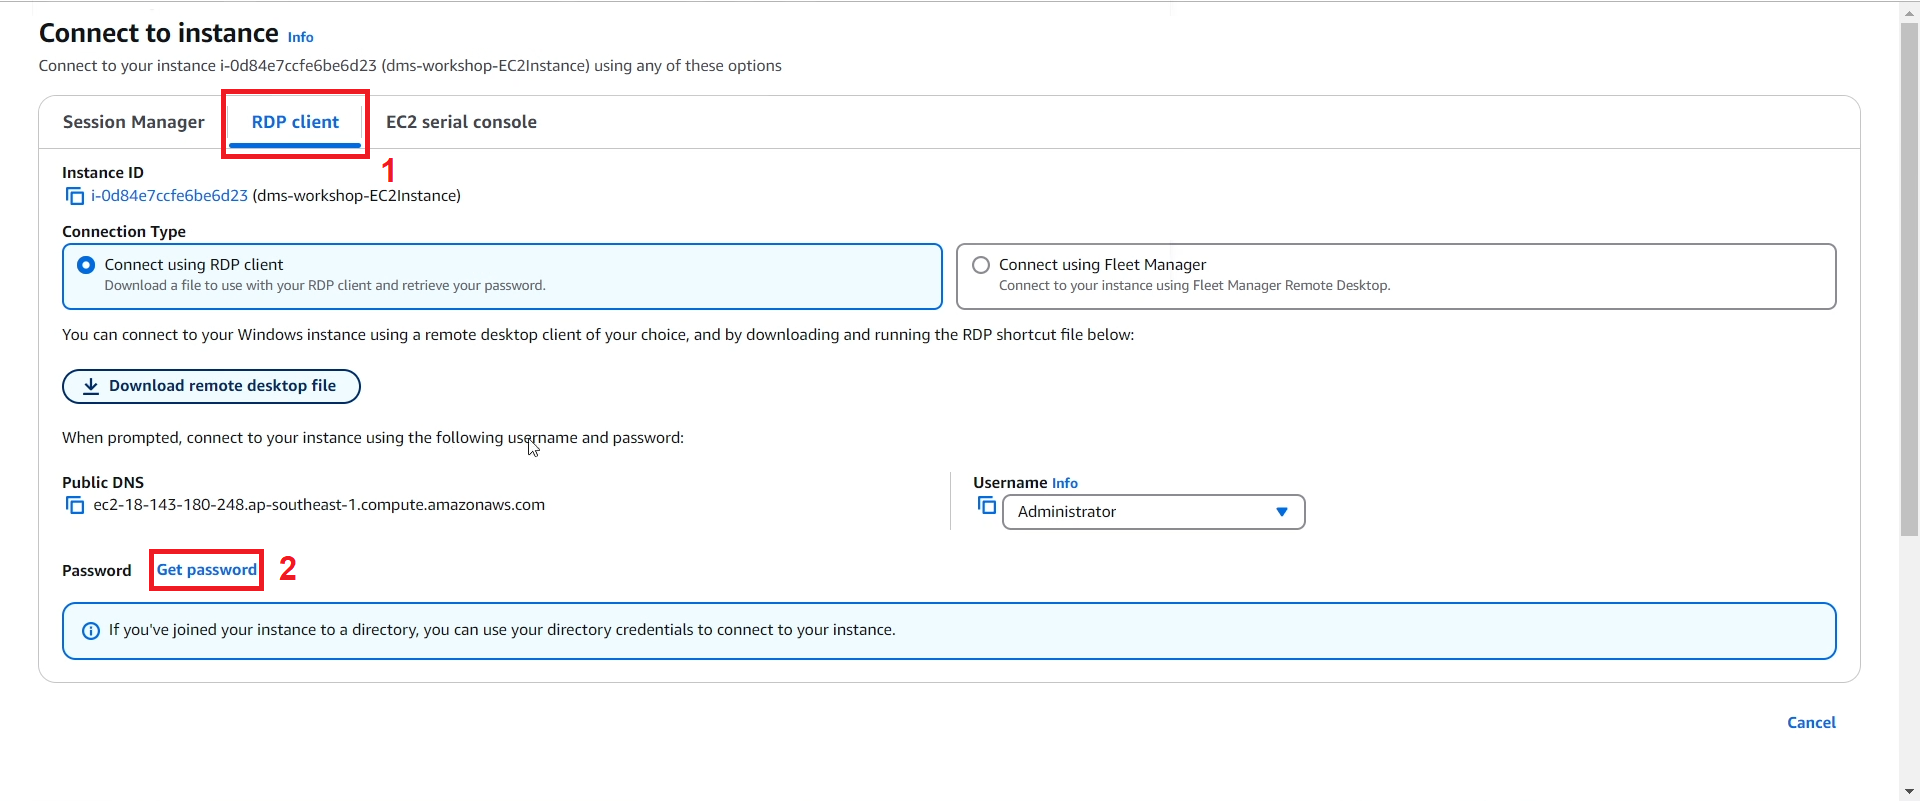 Connect to instance Info
Connect to your instance i-0d84e7ccfe6be6d23 (dms-workshop-EC2Instance) using any of these options
Session Manager RDP client EC2 serial console
1
Instance ID
i-0d84e7ccfe6be6d23 (dms-workshop-EC2Instance)
Connection Type
Connect using RDP client
Download a file to use with your RDP client and retrieve your password.
Connect using Fleet Manager
Connect to your instance using Fleet Manager Remote Desktop.
You can connect to your Windows instance using a remote desktop client of your choice, and by downloading and running the RDP shortcut file below:
Download remote desktop file
When prompted, connect to your instance using the following username and password:
Public DNS
ec2-18-143-180-248.ap-southeast-1.compute.amazonaws.com
Username Info
Administrator
Password Get password 2
If you've joined your instance to a directory, you can use your directory credentials to connect to your instance.
Cancel